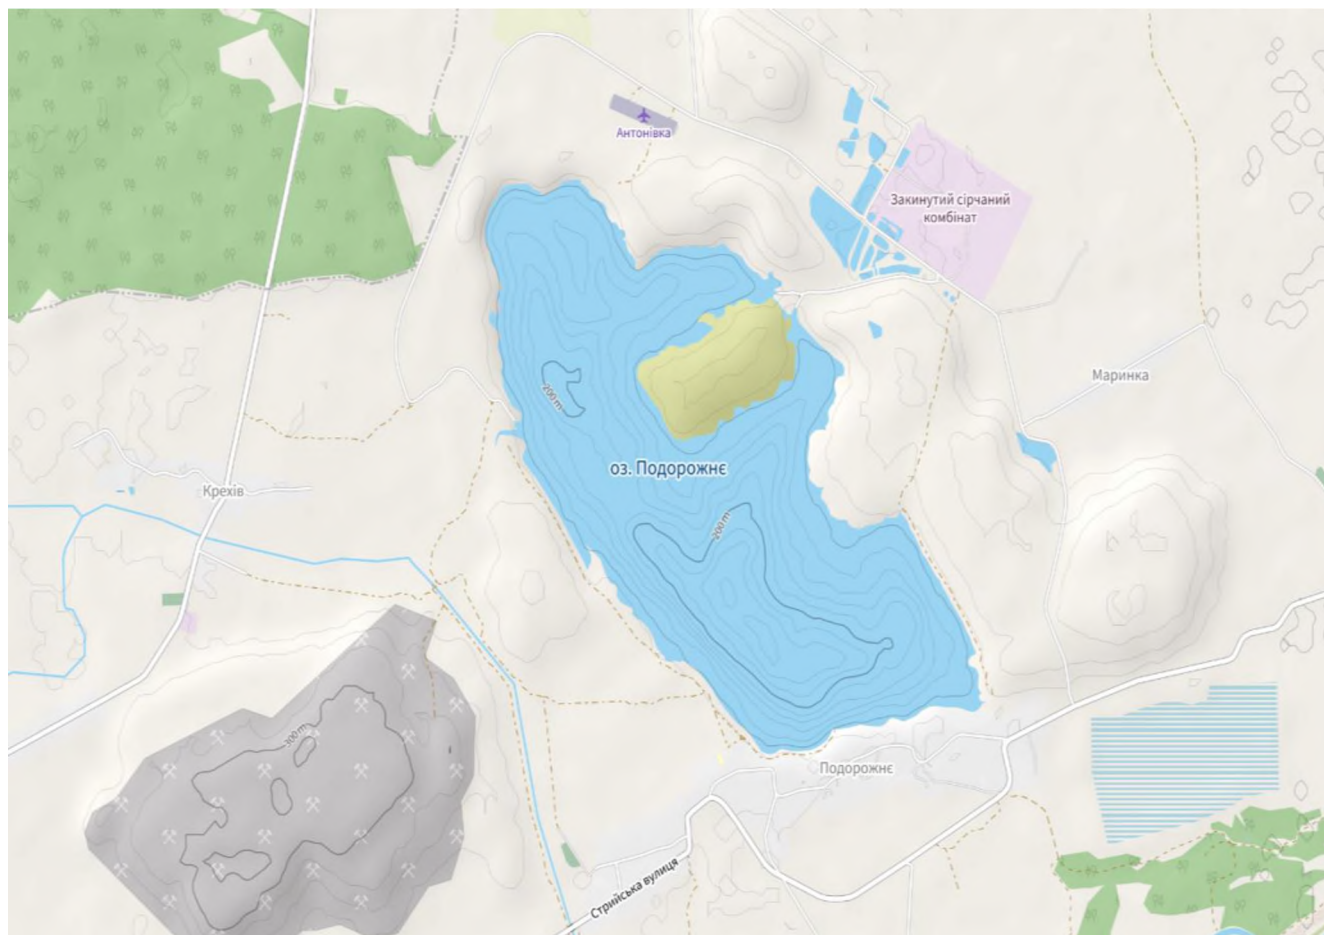 Антонівка
Закинутий сірчаний
комбінат
Маринка
200 m
оз. Подорожнє
Крехів
200 m
300 m
Подорожнє
Стрийська вулиця